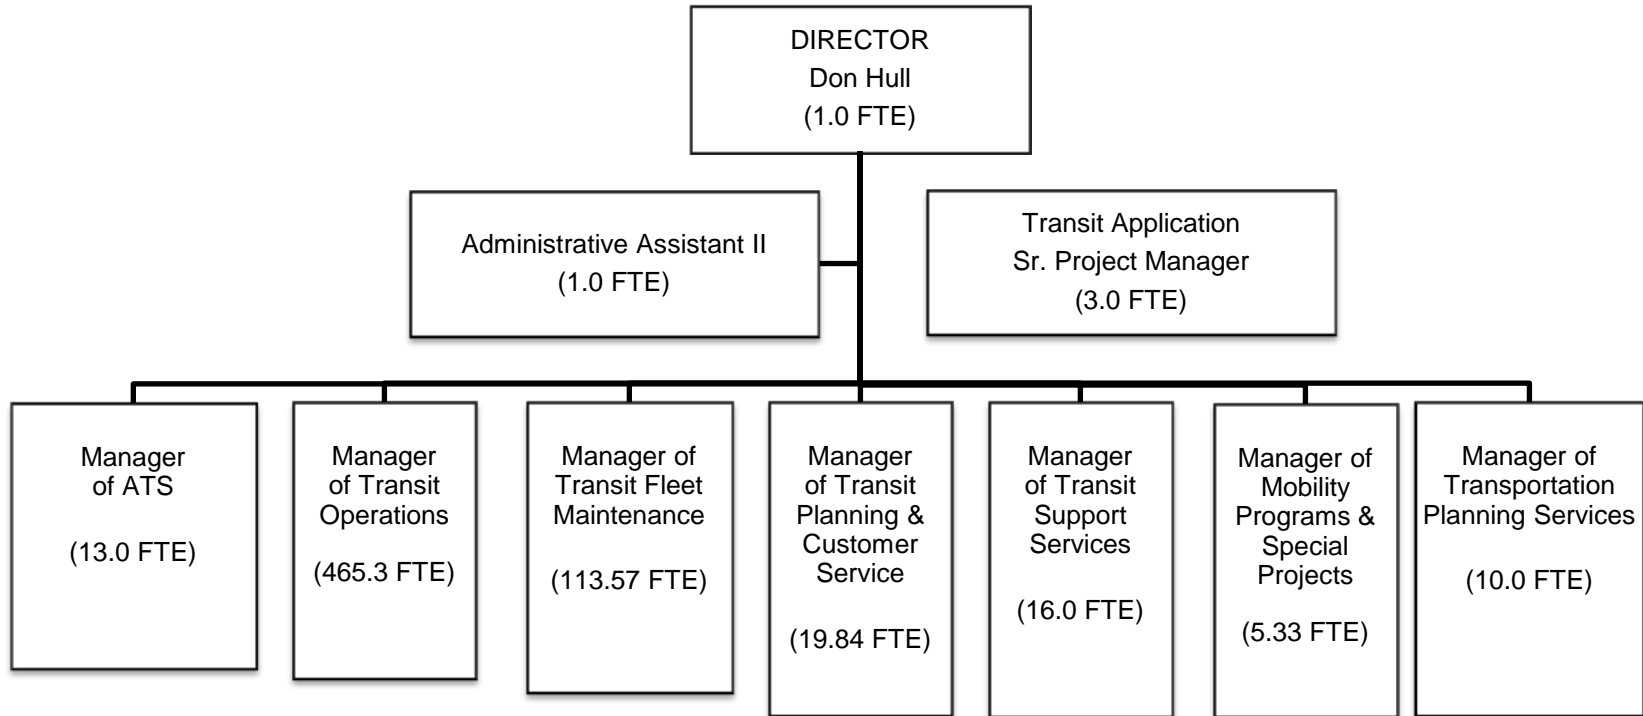 DIRECTOR
Don Hull
(1.0 FTE)
Administrative Assistant II
(1.0 FTE)
Transit Application
Sr. Project Manager
(3.0 FTE)
Manager
of ATS
(13.0 FTE)
Manager
of Transit
Operations
(465.3 FTE)
Manager of
Transit Fleet
Maintenance
(113.57 FTE)
Manager
of Transit
Planning &
Customer
Service
(19.84 FTE)
Manager
of Transit
Support
Services
(16.0 FTE)
Manager of
Mobility
Programs &
Special
Projects
(5.33 FTE)
Manager of
Transportation
Planning Services
(10.0 FTE)